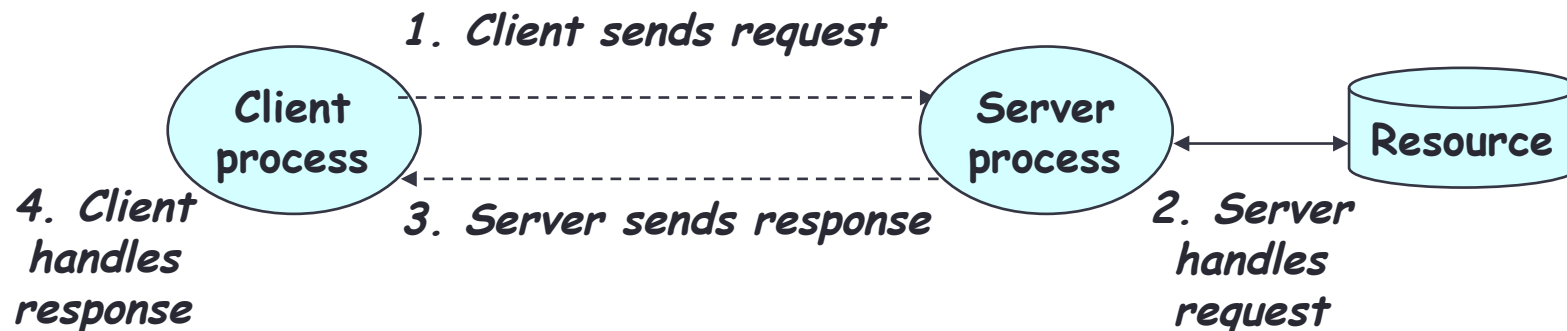 1. Client sends request
Client
process
Server
process
Resource
4. Client
handles
response
3. Server sends response
2. Server
handles
request